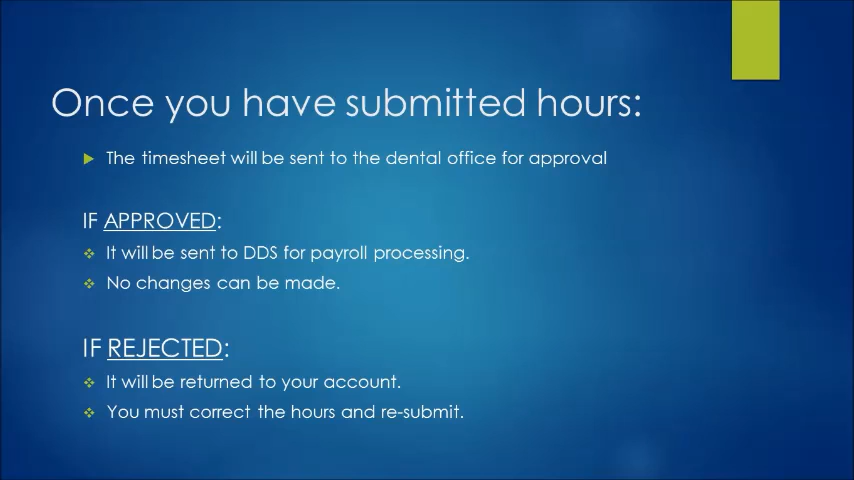 Once you have submitted hours:
The timesheet will be sent to the dental office for approval
IF APPROVED:
It will be sent to DDS for payroll processing.
No changes can be made.
IF REJECTED:
It will be returned to your account.
You must correct the hours and re-submit.